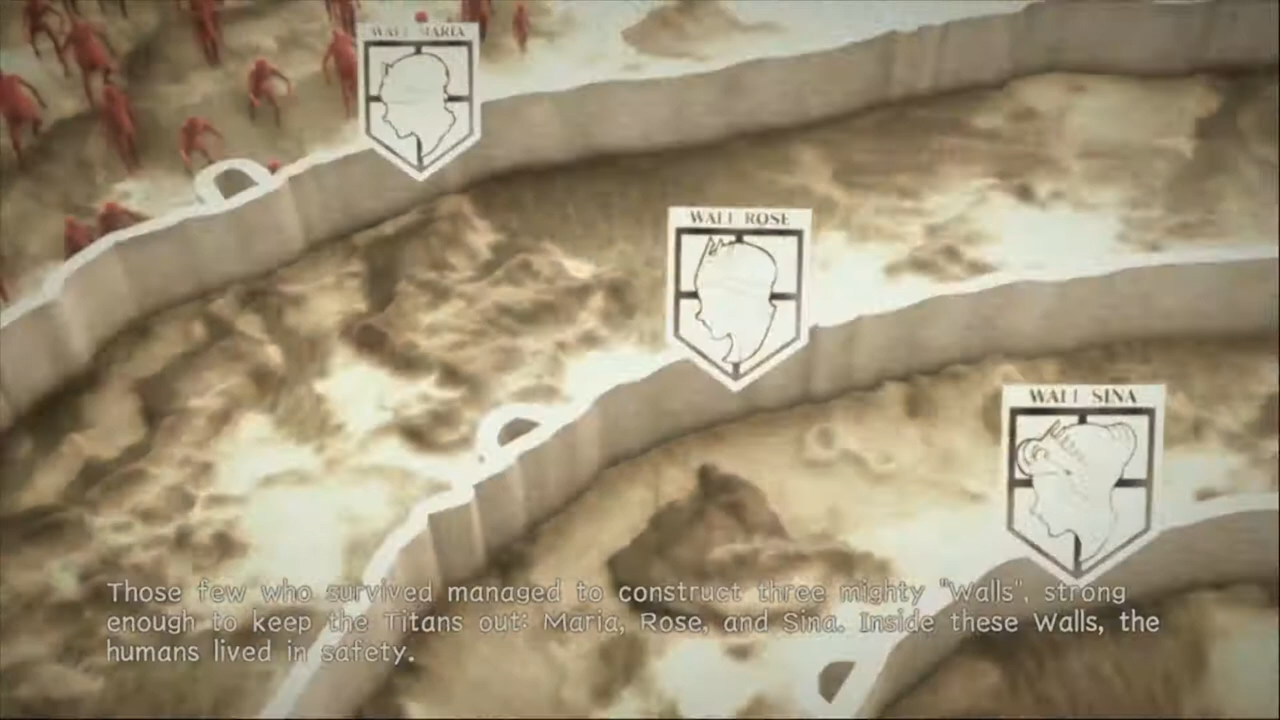 WALL MARIA
WALL ROSE
WALL SINA
Those few who survived managed to construct three mighty "Walls", strong
enough to keep the Titans out: Maria, Rose, and Sina. Inside these Walls, the
humans lived in safety.